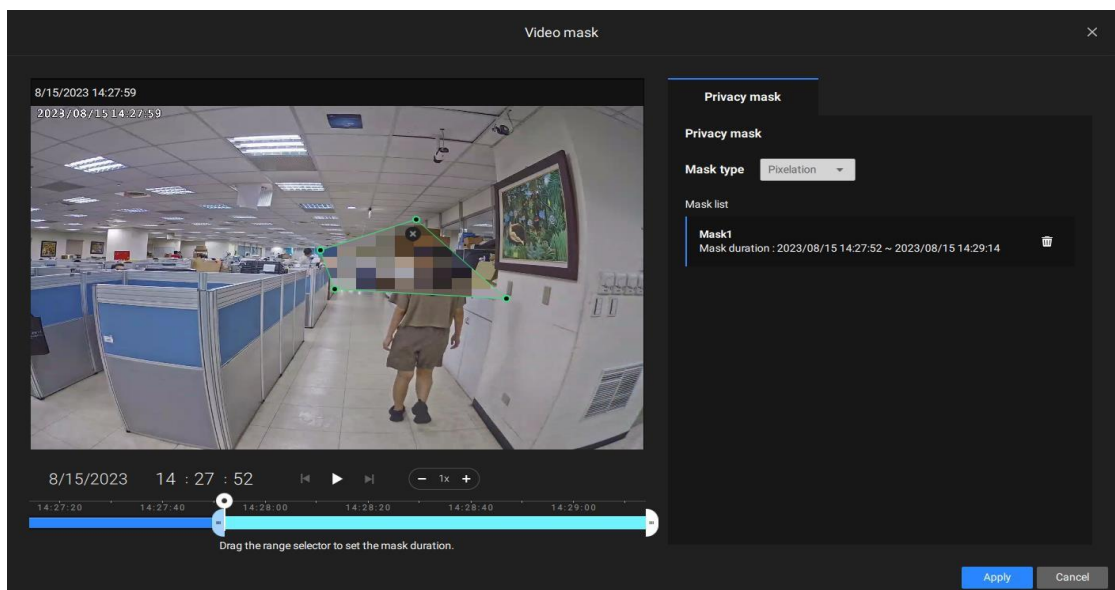 Video mask
8/15/2023 14:27:59
2023/08/15 14:27:59
8/15/2023 14 : 27 : 52
1x
14:27:20 14:27:40 14:28:00 14:28:20 14:28:40 14:29:00
Drag the range selector to set the mask duration.
Privacy mask
Privacy mask
Mask type Pixelation
Mask list
Mask1
Mask duration : 2023/08/15 14:27:52 ~ 2023/08/15 14:29:14
Apply Cancel